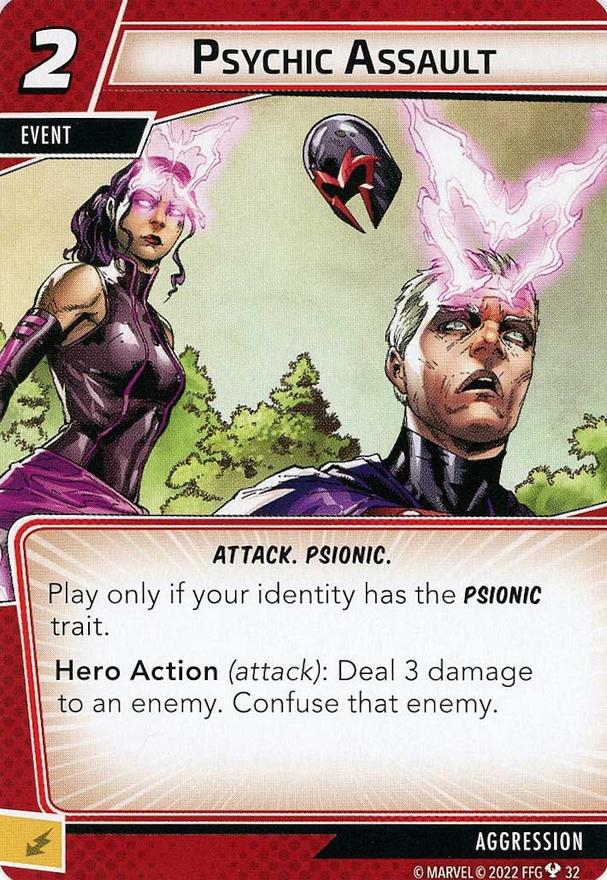 2
PSYCHIC ASSAULT
EVENT
ATTACK. PSIONIC.
Play only if your identity has the PSIONIC
trait.
Hero Action (attack): Deal 3 damage
to an enemy. Confuse that enemy.
AGGRESSION
© MARVEL © 2022 FFG 32